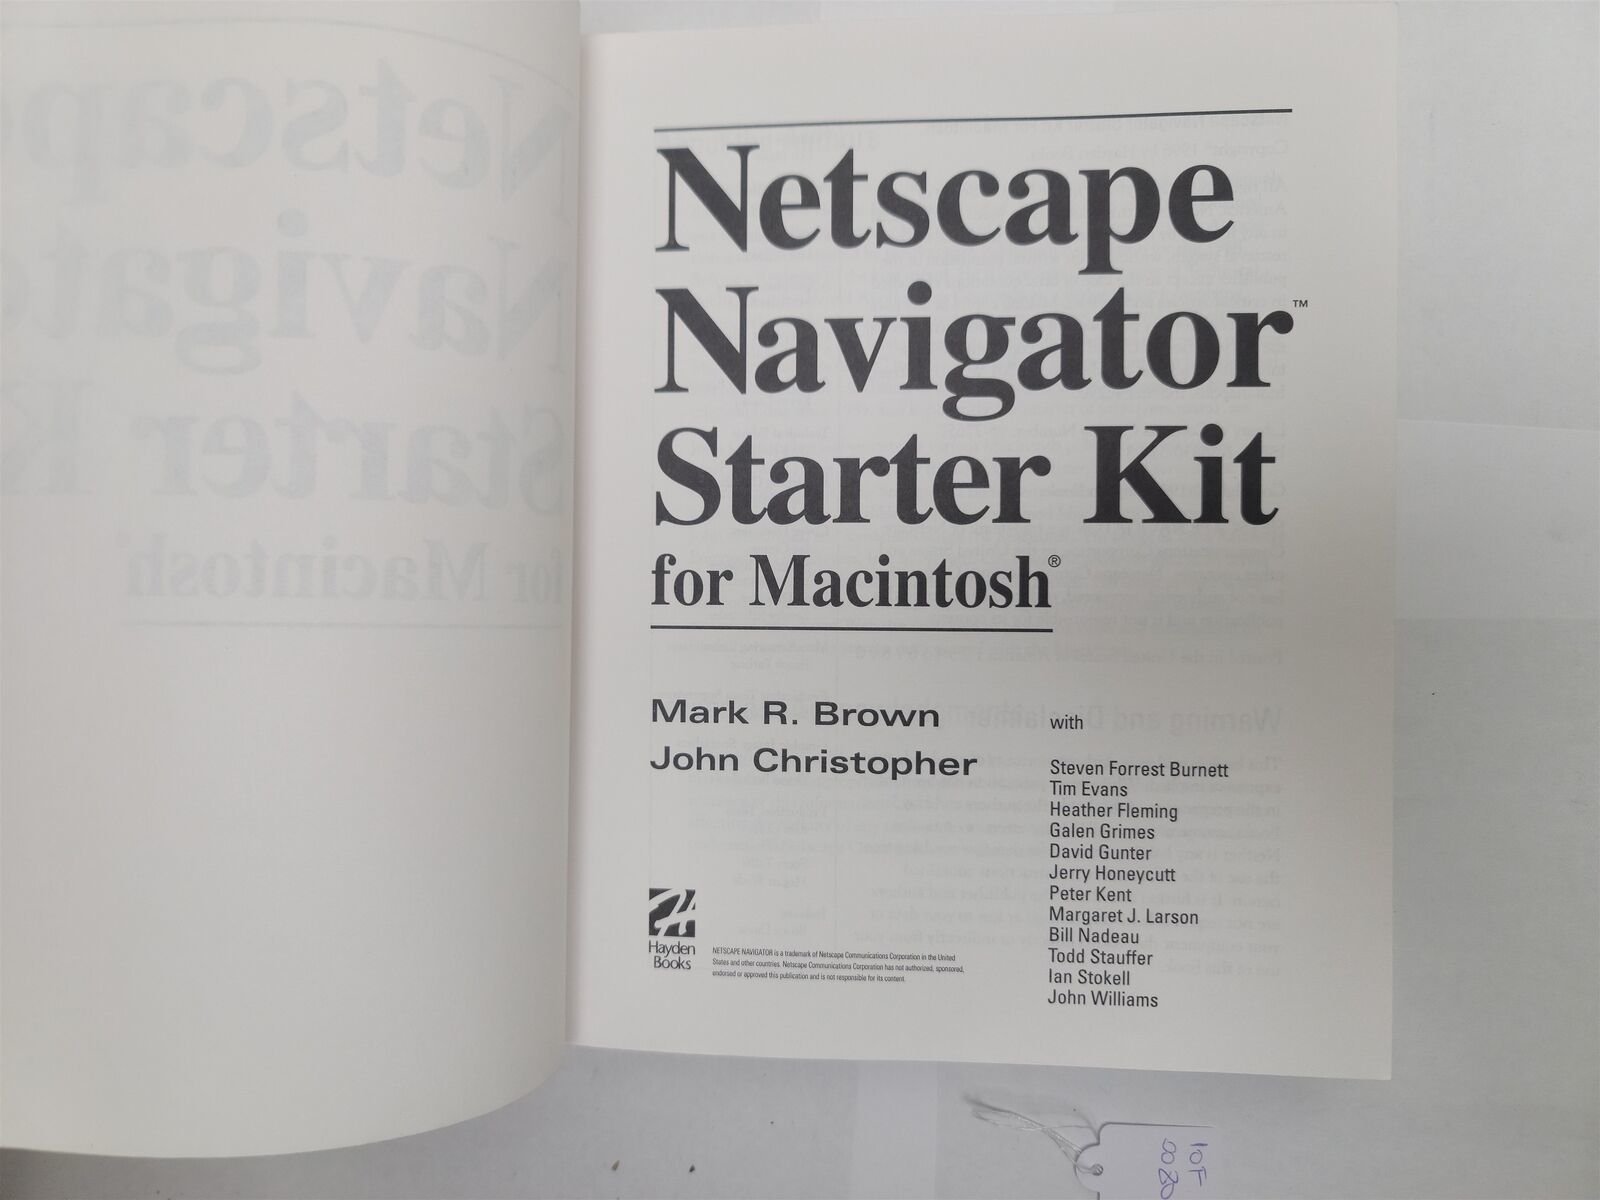 Netscape
Navigator™
Starter Kit
for Macintosh®
Mark R. Brown
John Christopher
with
Steven Forrest Burnett
Tim Evans
Heather Fleming
Galen Grimes
David Gunter
Jerry Honeycutt
Peter Kent
Margaret J. Larson
Bill Nadeau
Todd Stauffer
Ian Stokell
John Williams
Hayden
Books
NETSCAPE NAVIGATOR is a trademark of Netscape Communications Corporation in the United
States and other countries. Netscape Communications Corporation has not authorized, sponsored,
endorsed or approved this publication and is not responsible for its content.
10F